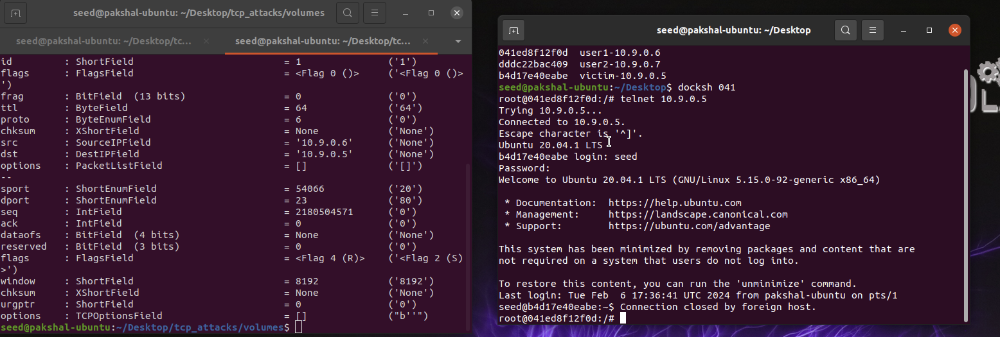 seed@pakshal-ubuntu: ~/Desktop/tcp_attacks/volumes
seed@pakshal-ubuntu: ~/Desktop/tc...
seed@pakshal-ubuntu: ~/Desktop/tc...
id : ShortField = 1 ('1')
flags : FlagsField = <Flag 0 ()> ('<Flag 0 ()>
')
frag : BitField (13 bits) = 0 ('0')
ttl : ByteField = 64 ('64')
proto : ByteEnumField = 6 ('0')
chksum : XShortField = None ('None')
src : SourceIPField = '10.9.0.6' ('None')
dst : DestIPField = '10.9.0.5' ('None')
options : PacketListField = [] ('[]')
--
sport : ShortEnumField = 54066 ('20')
dport : ShortEnumField = 23 ('80')
seq : IntField = 2180504571 ('0')
ack : IntField = 0 ('0')
dataofs : BitField (4 bits) = None ('None')
reserved : BitField (3 bits) = 0 ('0')
flags : FlagsField = <Flag 4 (R)> ('<Flag 2 (S)
>')
window : ShortField = 8192 ('8192')
chksum : XShortField = None ('None')
urgptr : ShortField = 0 ('0')
options : TCPOptionsField = [] ("b''")
seed@pakshal-ubuntu:~/Desktop/tcp_attacks/volumes$
seed@pakshal-ubuntu: ~/Desktop
041ed8f12f0d user1-10.9.0.6
dddc22bac409 user2-10.9.0.7
b4d17e40eabe victim-10.9.0.5
seed@pakshal-ubuntu:~/Desktop$ docksh 041
root@041ed8f12f0d:/# telnet 10.9.0.5
Trying 10.9.0.5...
Connected to 10.9.0.5.
Escape character is '^]'.
Ubuntu 20.04.1 LTS
b4d17e40eabe login: seed
Password:
Welcome to Ubuntu 20.04.1 LTS (GNU/Linux 5.15.0-92-generic x86_64)
* Documentation: https://help.ubuntu.com
* Management: https://landscape.canonical.com
* Support: https://ubuntu.com/advantage
This system has been minimized by removing packages and content that are
not required on a system that users do not log into.
To restore this content, you can run the 'unminimize' command.
Last login: Tue Feb 6 17:36:41 UTC 2024 from pakshal-ubuntu on pts/1
seed@b4d17e40eabe:~$ Connection closed by foreign host.
root@041ed8f12f0d:/#